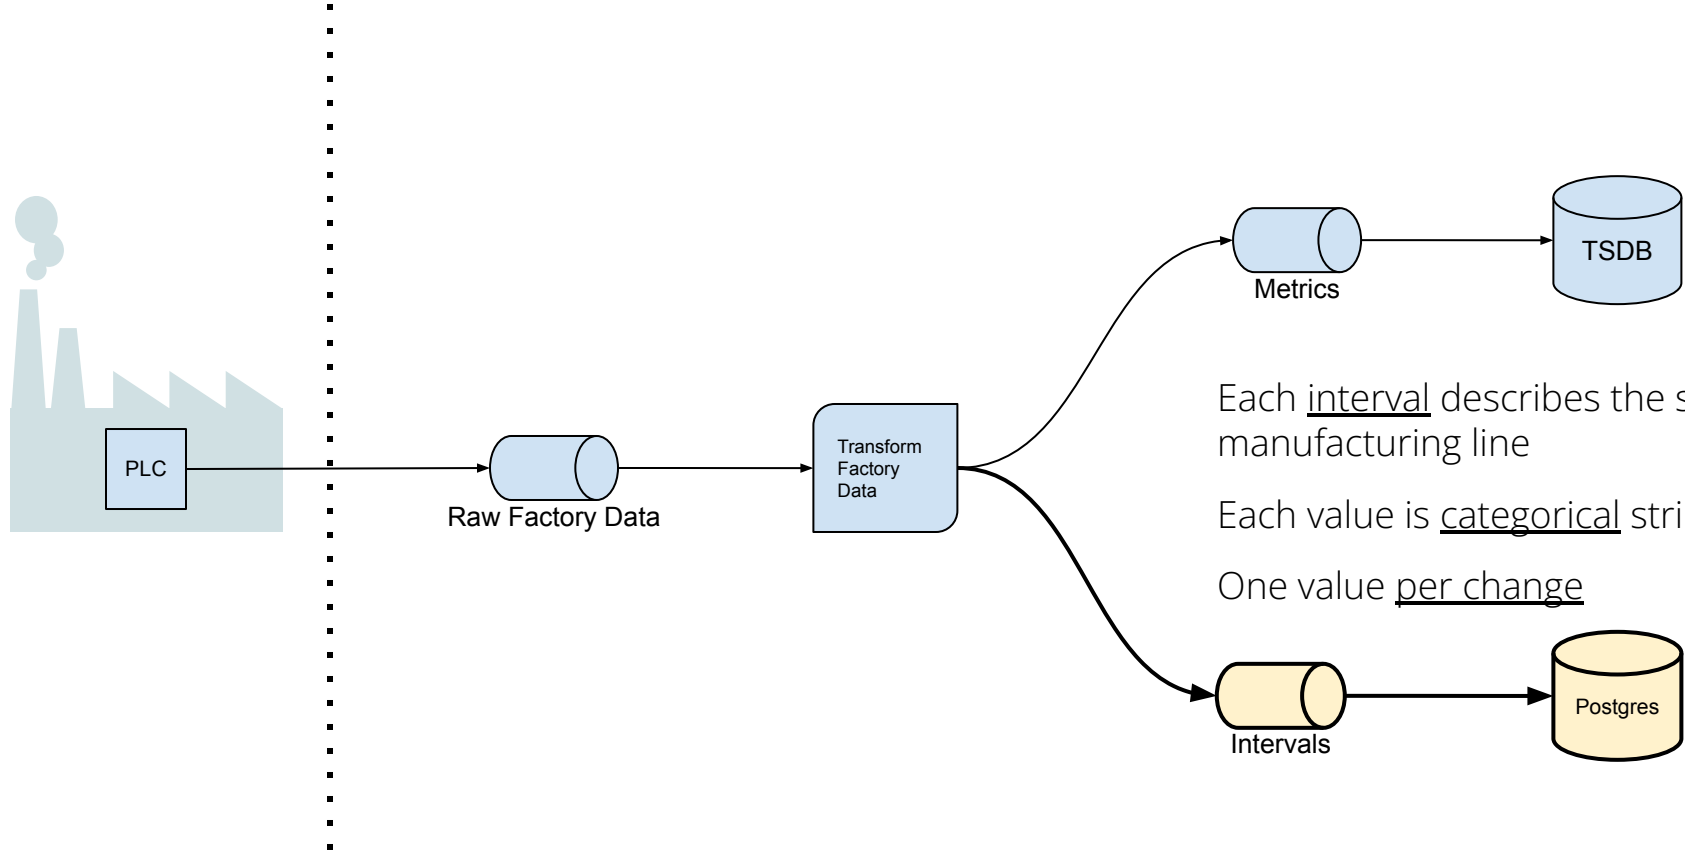 PLC
Raw Factory Data
Transform
Factory
Data
Metrics
TSDB
Each interval describes the
manufacturing line
Each value is categorical
One value per change
Intervals
Postgres